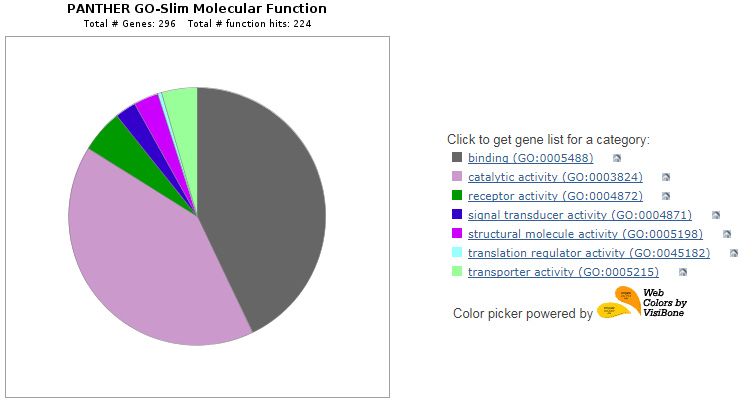 PANTHER GO-Slim Molecular Function
Total # Genes: 296 Total # function hits: 224
Click to get gene list for a category:
binding (GO:0005488)
catalytic activity (GO:0003824)
receptor activity (GO:0004872)
signal transducer activity (GO:0004871)
structural molecule activity (GO:0005198)
translation regulator activity (GO:0045182)
transporter activity (GO:0005215)
Color picker powered by
Web
Colors by
VisiBone